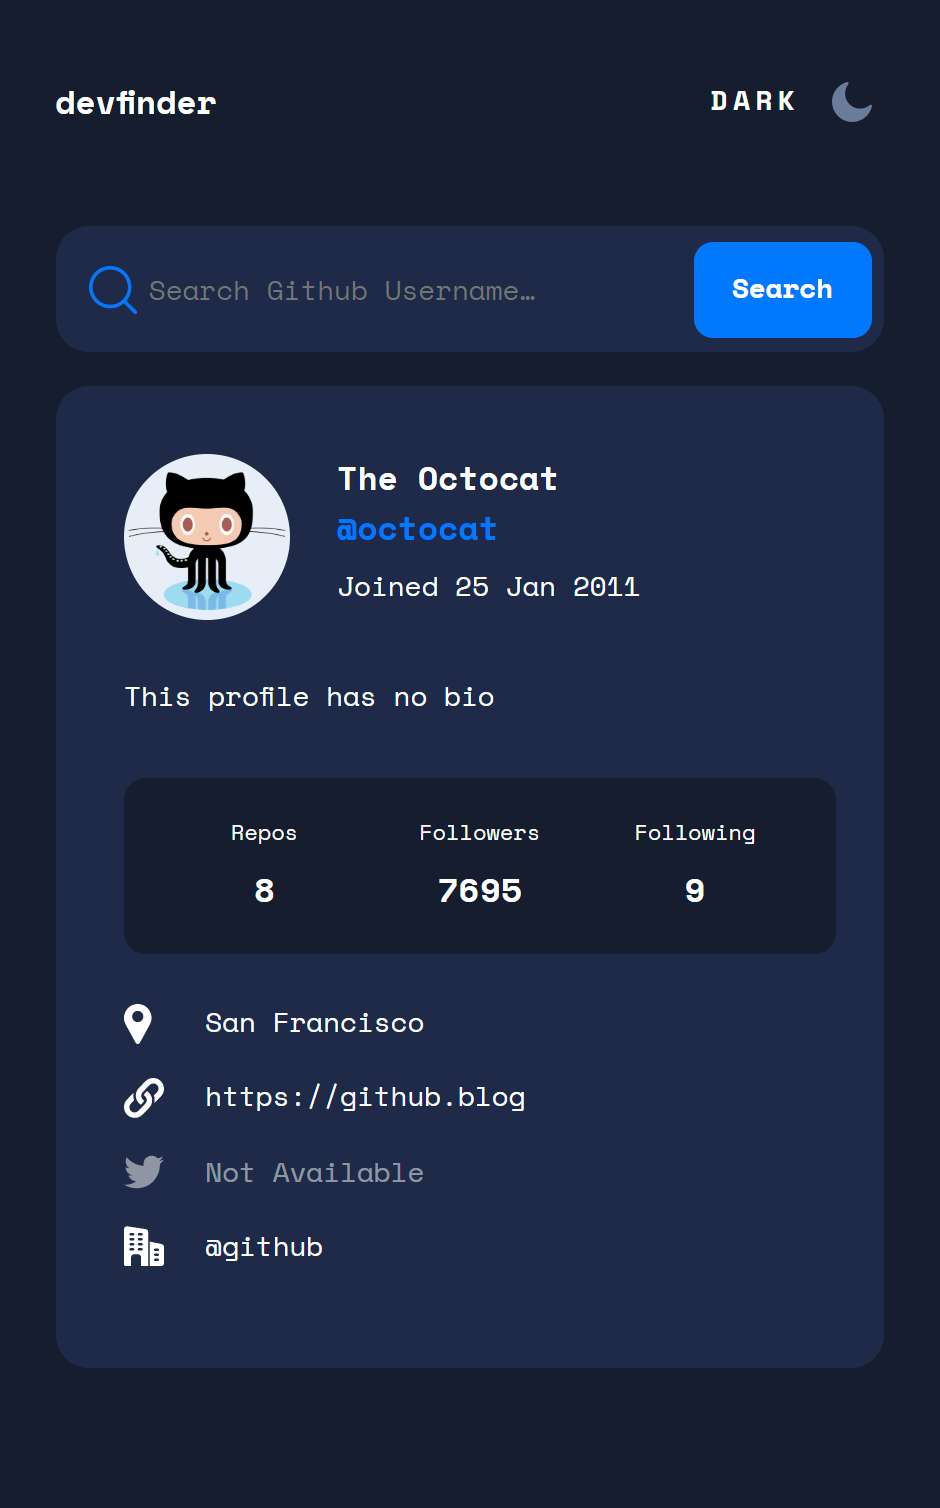 devfinder
DARK
Search Github Username…
Search
The Octocat
@octocat
Joined 25 Jan 2011
This profile has no bio
Repos Followers Following
8 7695 9
San Francisco
https://github.blog
Not Available
@github